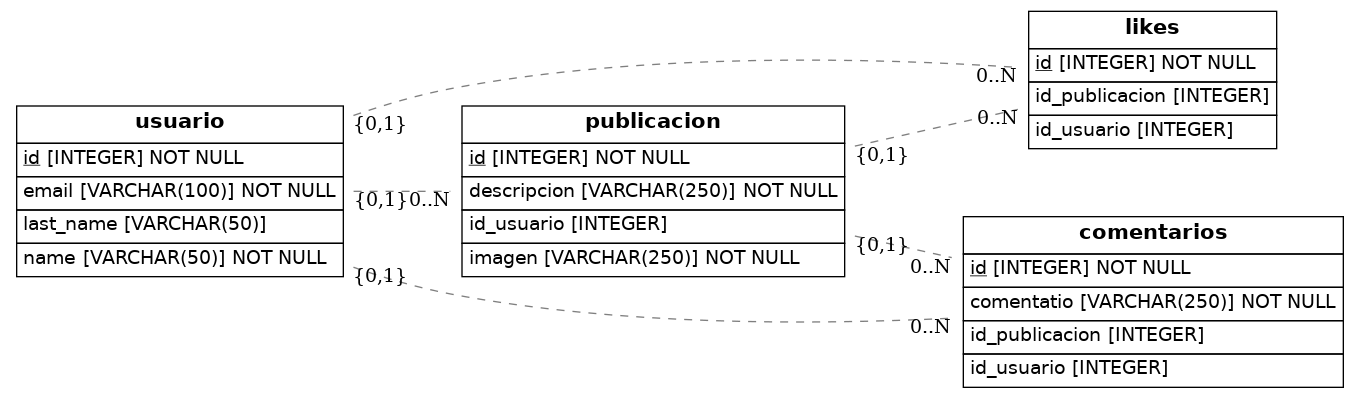 usuario
id [INTEGER] NOT NULL
email [VARCHAR(100)] NOT NULL
last_name [VARCHAR(50)]
name [VARCHAR(50)] NOT NULL
{0,1}
{0,1}
0..N
{0,1}
publicacion
id [INTEGER] NOT NULL
descripcion [VARCHAR(250)] NOT NULL
id_usuario [INTEGER]
imagen [VARCHAR(250)] NOT NULL
{0,1}
{0,1}
0..N
0..N
likes
id [INTEGER] NOT NULL
id_publicacion [INTEGER]
id_usuario [INTEGER]
0..N
0..N
comentarios
id [INTEGER] NOT NULL
comentatio [VARCHAR(250)] NOT NULL
id_publicacion [INTEGER]
id_usuario [INTEGER]